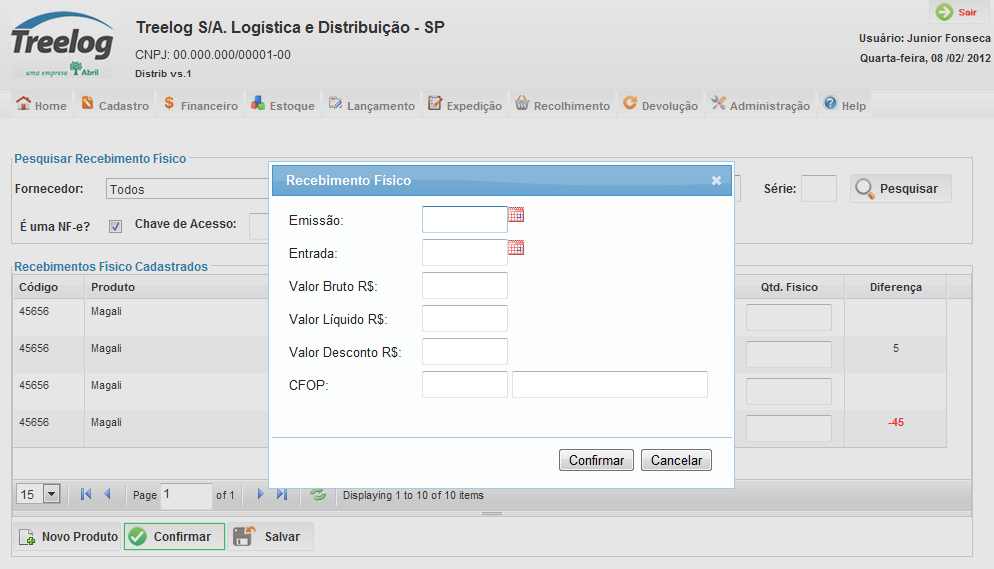 Treelog
uma empresa Abril
Treelog S/A. Logística e Distribuição - SP
CNPJ: 00.000.000/00001-00
Distrib vs.1
Sair
Usuário: Junior Fonseca
Quarta-feira, 08 /02/ 2012
Home Cadastro Financeiro Estoque Lançamento Expedição Recolhimento Devolução Administração Help
Pesquisar Recebimento Físico
Fornecedor: Todos
Série: Pesquisar
É uma NF-e? Chave de Acesso:
Recebimentos Fisico Cadastrados
Código Produto Qtd. Fisico Diferença
45656 Magali
45656 Magali 5
45656 Magali
45656 Magali -45
Recebimento Físico
Emissão:
Entrada:
Valor Bruto R$:
Valor Líquido R$:
Valor Desconto R$:
CFOP:
Confirmar Cancelar
15 Page 1 of 1 Displaying 1 to 10 of 10 items
Novo Produto Confirmar Salvar